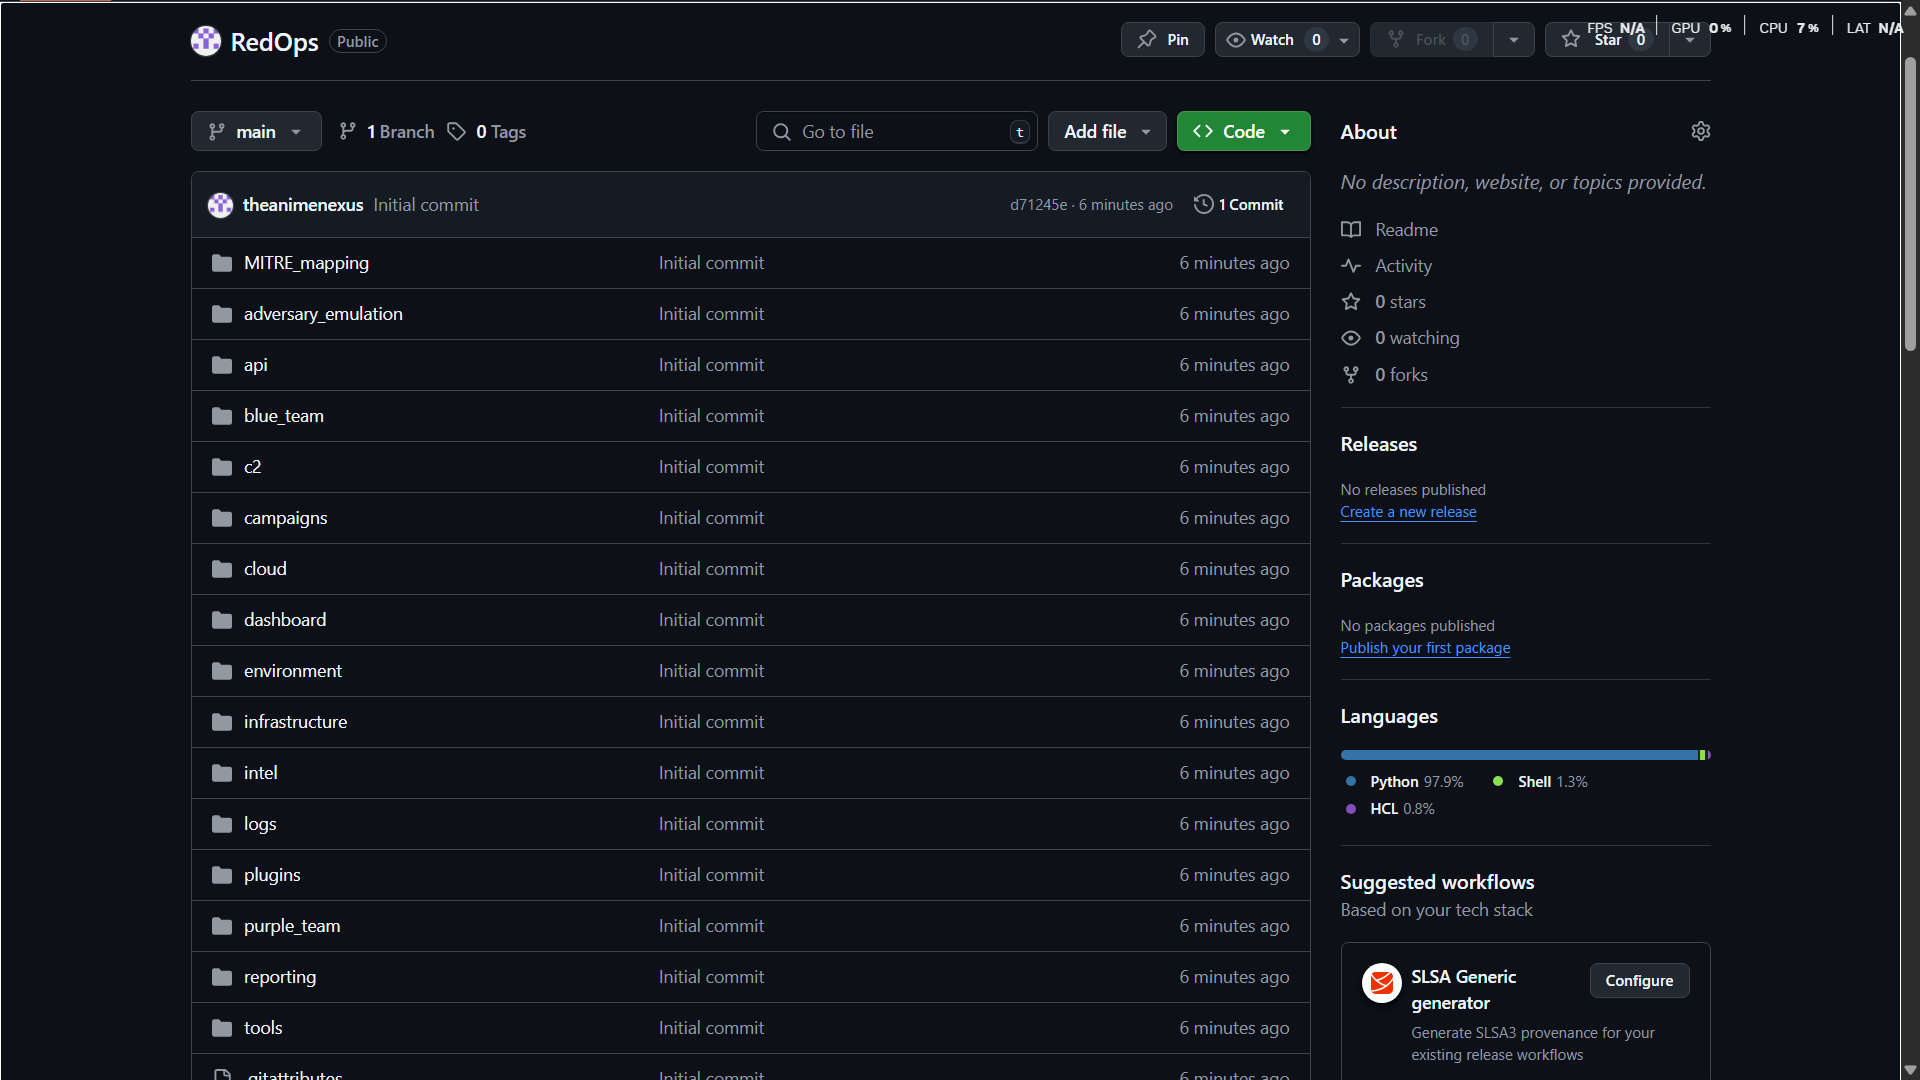 RedOps Public Pin Watch 0 Fork 0 Star 0
FPS N/A GPU 0% CPU 7% LAT N/A
main 1 Branch 0 Tags Go to file t Add file Code
theanimenexus Initial commit d71245e · 6 minutes ago 1 Commit
MITRE_mapping Initial commit 6 minutes ago
adversary_emulation Initial commit 6 minutes ago
api Initial commit 6 minutes ago
blue_team Initial commit 6 minutes ago
c2 Initial commit 6 minutes ago
campaigns Initial commit 6 minutes ago
cloud Initial commit 6 minutes ago
dashboard Initial commit 6 minutes ago
environment Initial commit 6 minutes ago
infrastructure Initial commit 6 minutes ago
intel Initial commit 6 minutes ago
logs Initial commit 6 minutes ago
plugins Initial commit 6 minutes ago
purple_team Initial commit 6 minutes ago
reporting Initial commit 6 minutes ago
tools Initial commit 6 minutes ago
.gitattributes Initial commit 6 minutes ago
About
No description, website, or topics provided.
Readme
Activity
0 stars
0 watching
0 forks
Releases
No releases published
Create a new release
Packages
No packages published
Publish your first package
Languages
Python 97.9% Shell 1.3%
HCL 0.8%
Suggested workflows
Based on your tech stack
SLSA Generic
generator
Configure
Generate SLSA3 provenance for your
existing release workflows